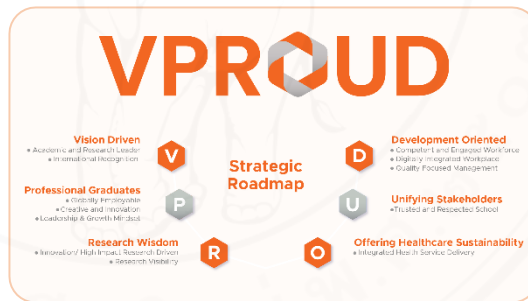 VPROUD
Vision Driven
• Academic and Research Leader
• International Recognition
V
Professional Graduates
• Globally Employable
• Creative and Innovation
• Leadership & Growth Mindset
P
Research Wisdom
• Innovation/ High Impact Research Driven
• Research Visibility
R
Strategic
Roadmap
D
Development Oriented
• Competent and Engaged Workforce
• Digitally Integrated Workplace
• Quality Focused Management
U
Unifying Stakeholders
• Trusted and Respected School
O
Offering Healthcare Sustainability
• Integrated Health Service Delivery